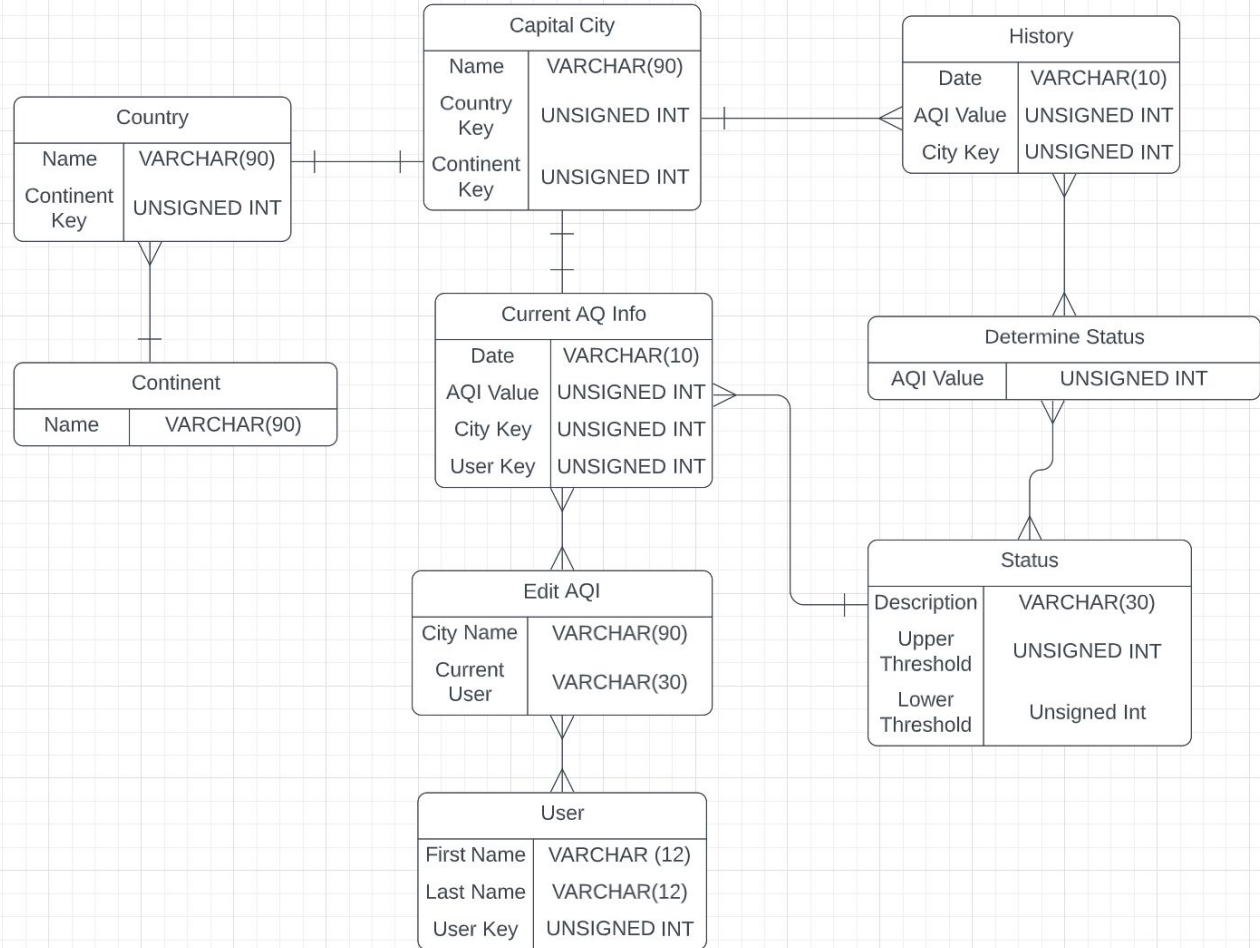 Capital City
Name VARCHAR(90)
Country
Key
UNSIGNED INT
Continent
Key
UNSIGNED INT
History
Date VARCHAR(10)
AQI Value UNSIGNED INT
City Key UNSIGNED INT
Country
Name VARCHAR(90)
Continent
Key
UNSIGNED INT
Continent
Name VARCHAR(90)
Current AQ Info
Date VARCHAR(10)
AQI Value UNSIGNED INT
City Key UNSIGNED INT
User Key UNSIGNED INT
Determine Status
AQI Value UNSIGNED INT
Edit AQI
City Name VARCHAR(90)
Current
User
VARCHAR(30)
Status
Description VARCHAR(30)
Upper
Threshold
UNSIGNED INT
Lower
Threshold
Unsigned Int
User
First Name VARCHAR (12)
Last Name VARCHAR(12)
User Key UNSIGNED INT